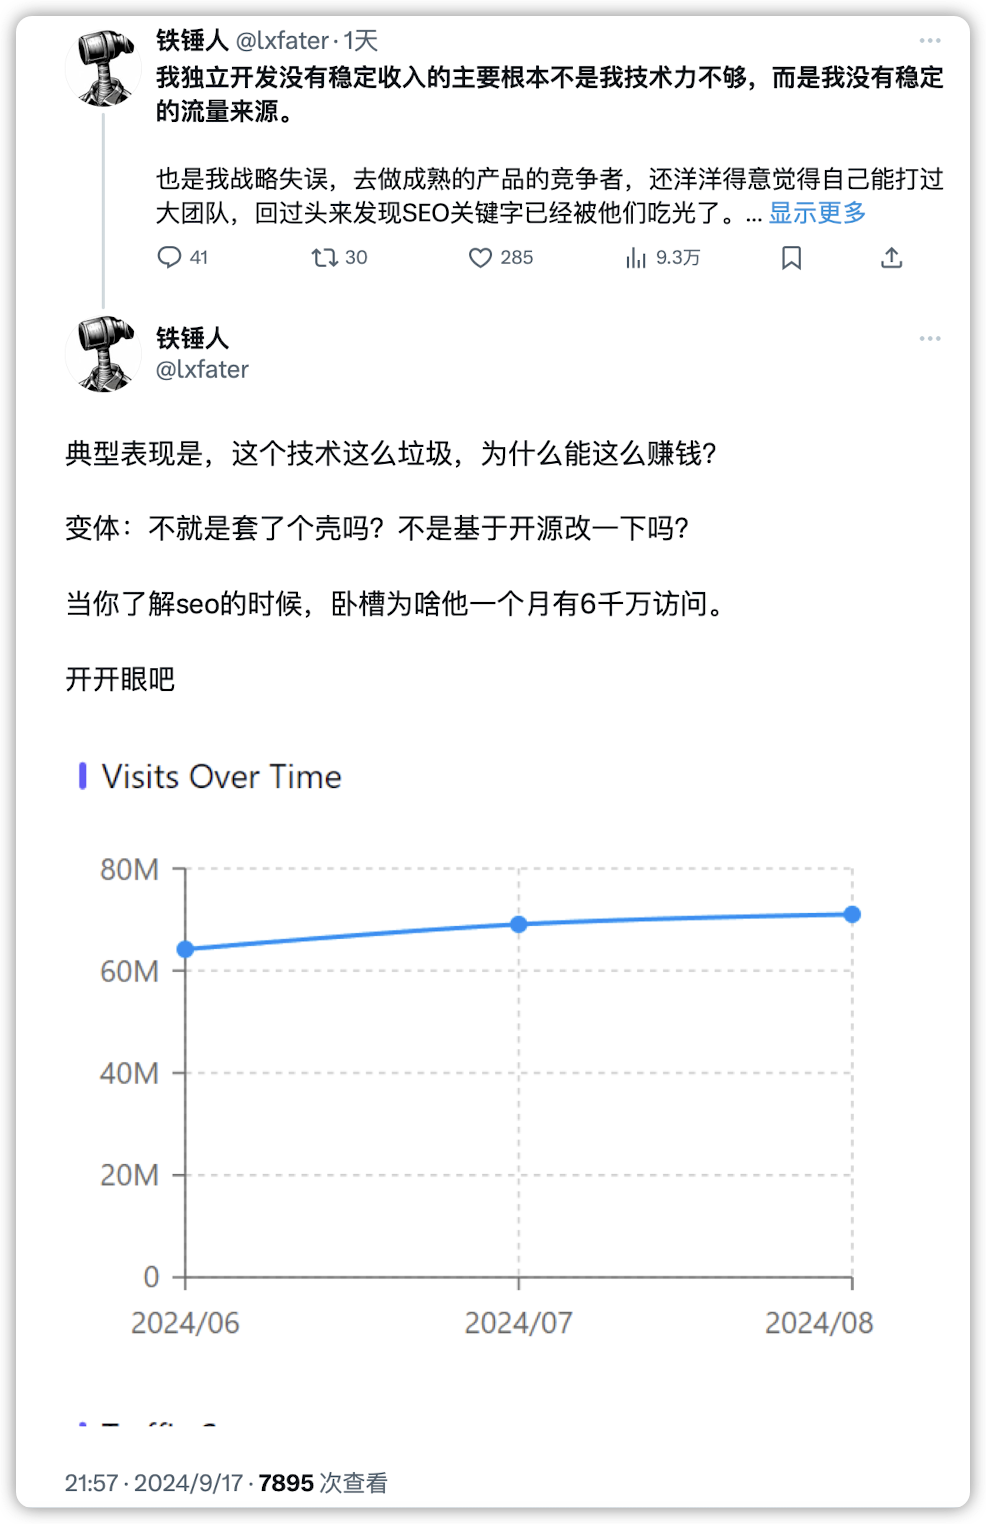 铁锤人 @lxfater · 1天
我独立开发没有稳定收入的主要根本不是我技术力不够，而是我没有稳定
的流量来源。
也是我战略失误，去做成熟的产品的竞争者，还洋洋得意觉得自己能打过
大团队，回过头来发现SEO关键字已经被他们吃光了。... 显示更多
41 30 285 9.3万
铁锤人
@lxfater
典型表现是，这个技术这么垃圾，为什么能这么赚钱？
变体：不就是套了个壳吗？不是基于开源改一下吗？
当你了解seo的时候，卧槽为啥他一个月有6千万访问。
开开眼吧
Visits Over Time
80M
60M
40M
20M
0
2024/06 2024/07 2024/08
21:57 · 2024/9/17 · 7895 次查看